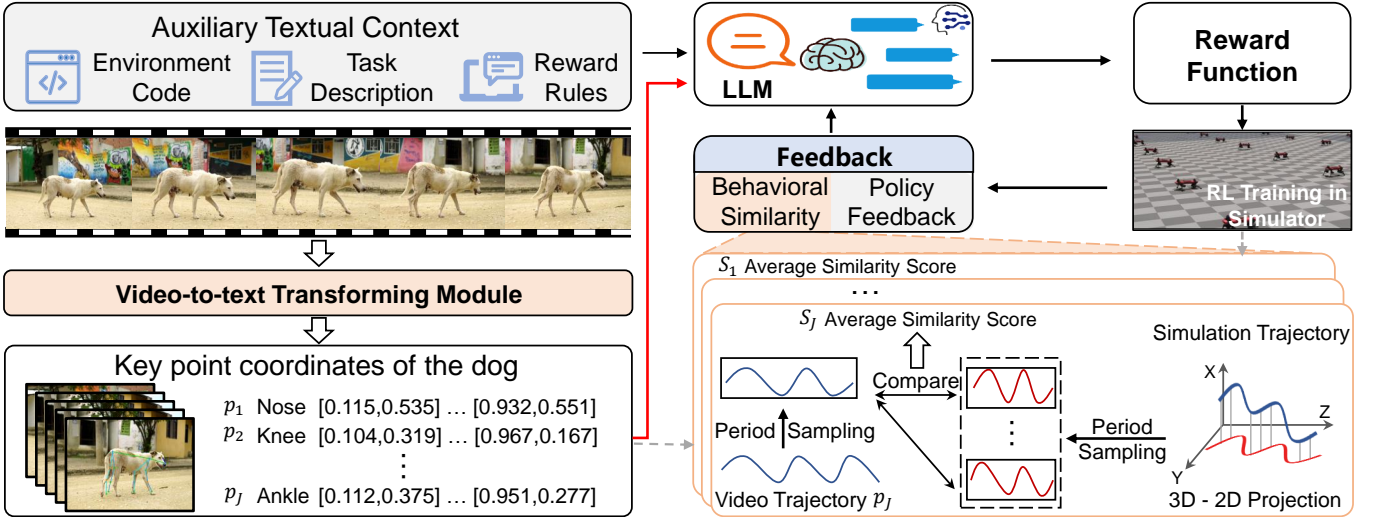 Auxiliary Textual Context
Environment
Code
Task
Description
Reward
Rules
LLM
Reward
Function
Feedback
Behavioral
Similarity
Policy
Feedback
RL Training in
Simulator
Video-to-text Transforming Module
Key point coordinates of the dog
p₁ Nose [0.115,0.535] … [0.932,0.551]
p₂ Knee [0.104,0.319] … [0.967,0.167]
⋮
p_J Ankle [0.112,0.375] … [0.951,0.277]
S₁ Average Similarity Score
...
S_J Average Similarity Score
Compare
Period Sampling
Video Trajectory p_J
⋮
Simulation Trajectory
X
Z
Y
Period
Sampling
3D - 2D Projection